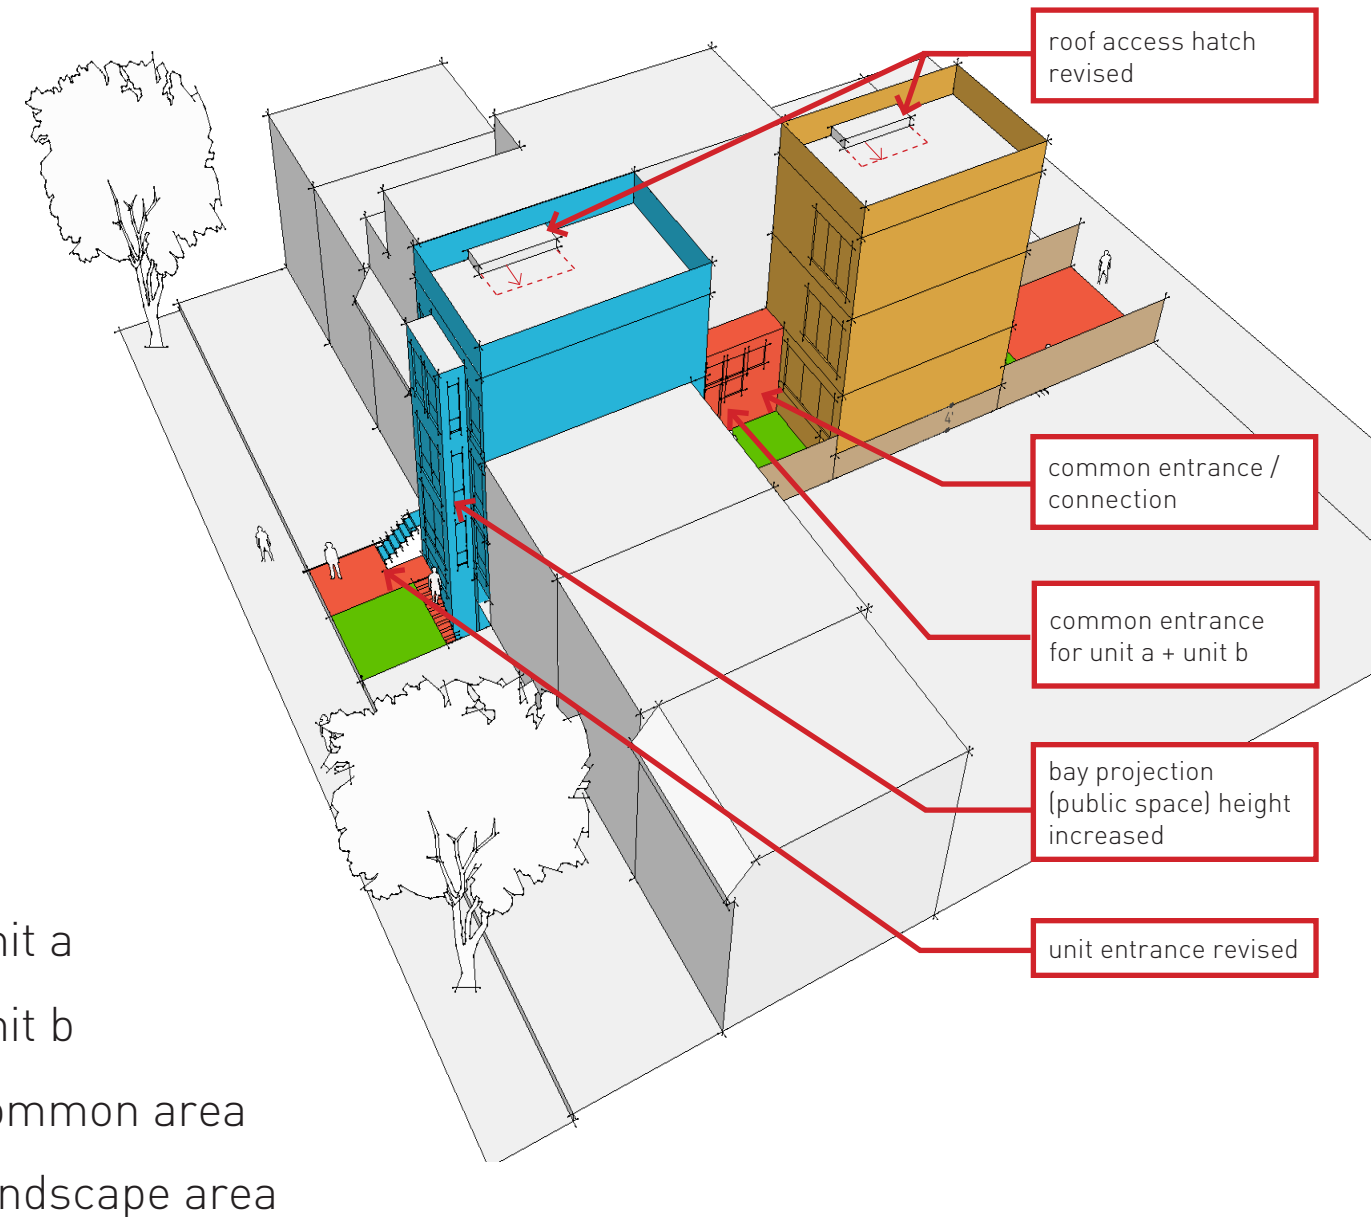 roof access hatch
revised
4'
common entrance /
connection
common entrance
for unit a + unit b
bay projection
(public space) height
increased
unit entrance revised
nit a
nit b
ommon area
ndscape area